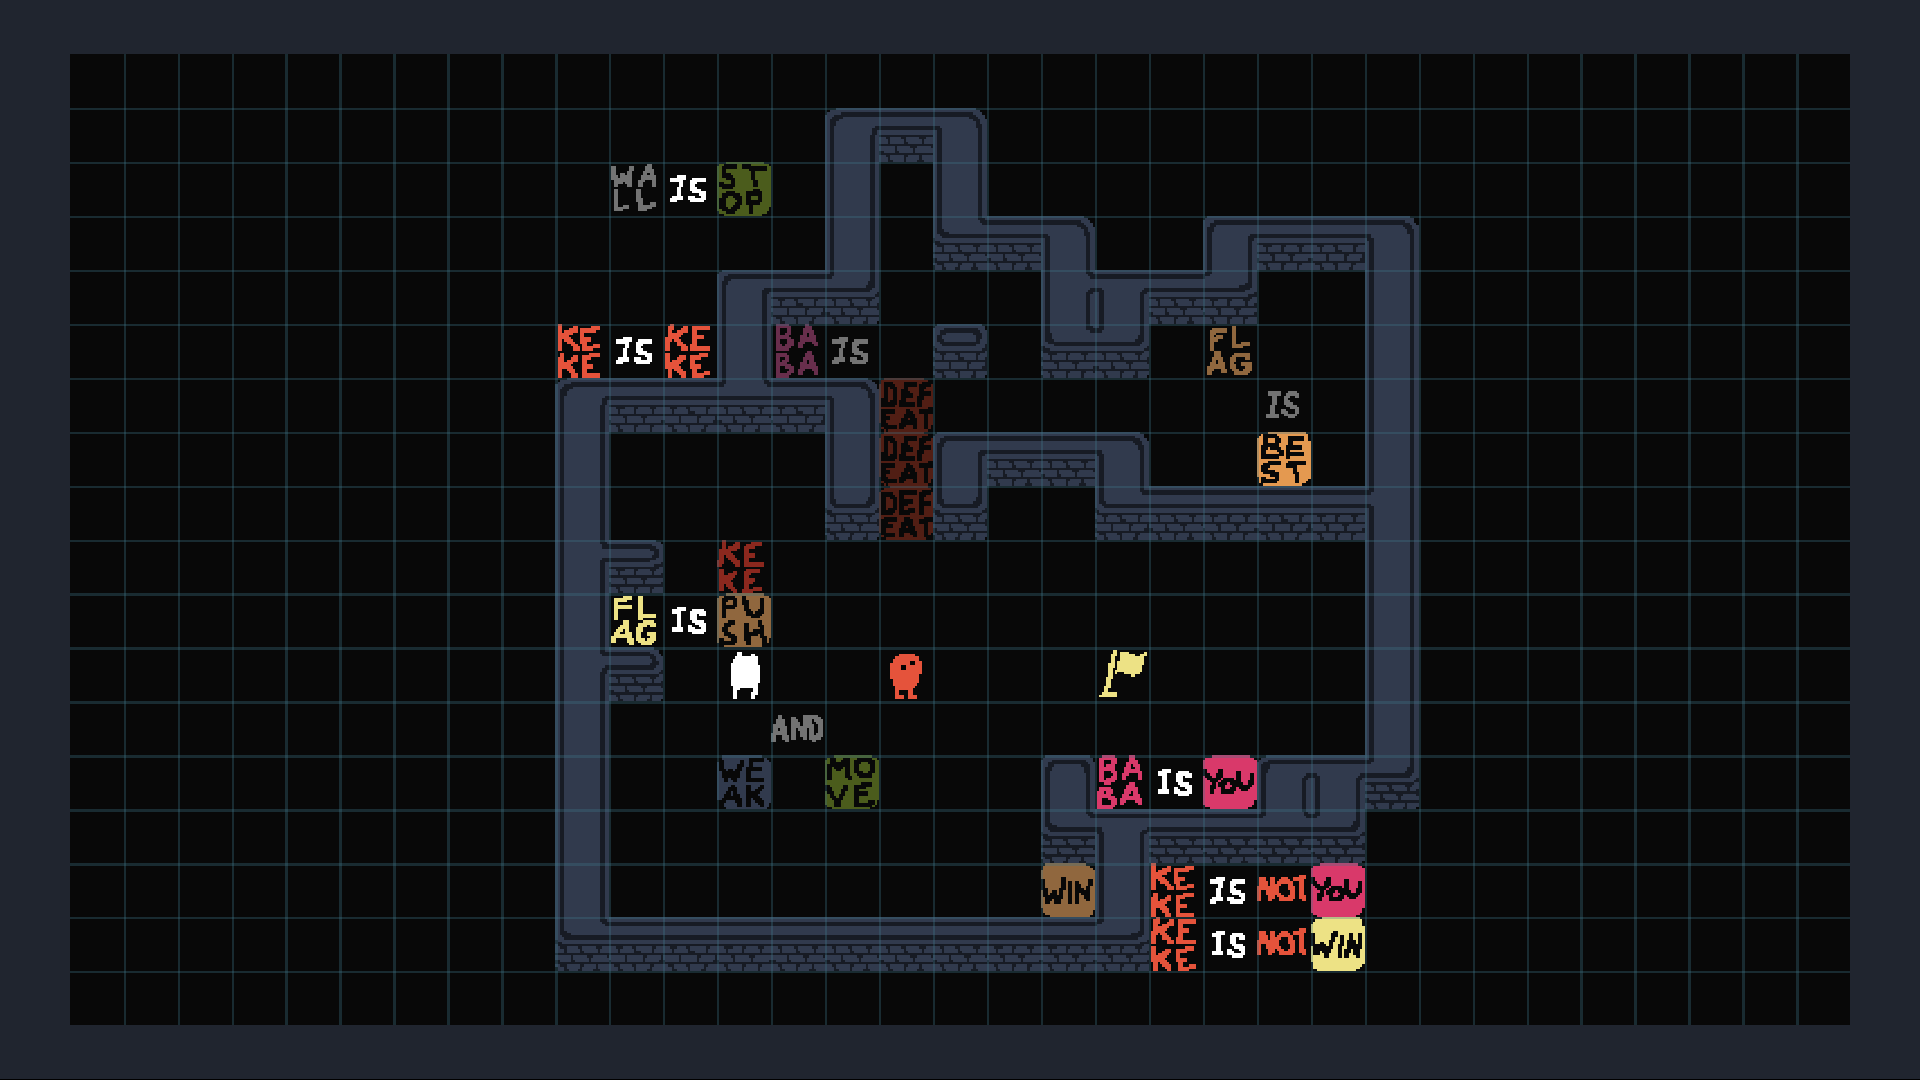 WALL IS STOP
KEKE IS KEKE BABA IS FLAG
DEFEAT IS
DEFEAT BEST
DEFEAT
KEKE
FLAG IS PUSH
AND
WEAK MOVE BABA IS YOU
WIN KEKE IS NOT YOU
KEKE IS NOT WIN